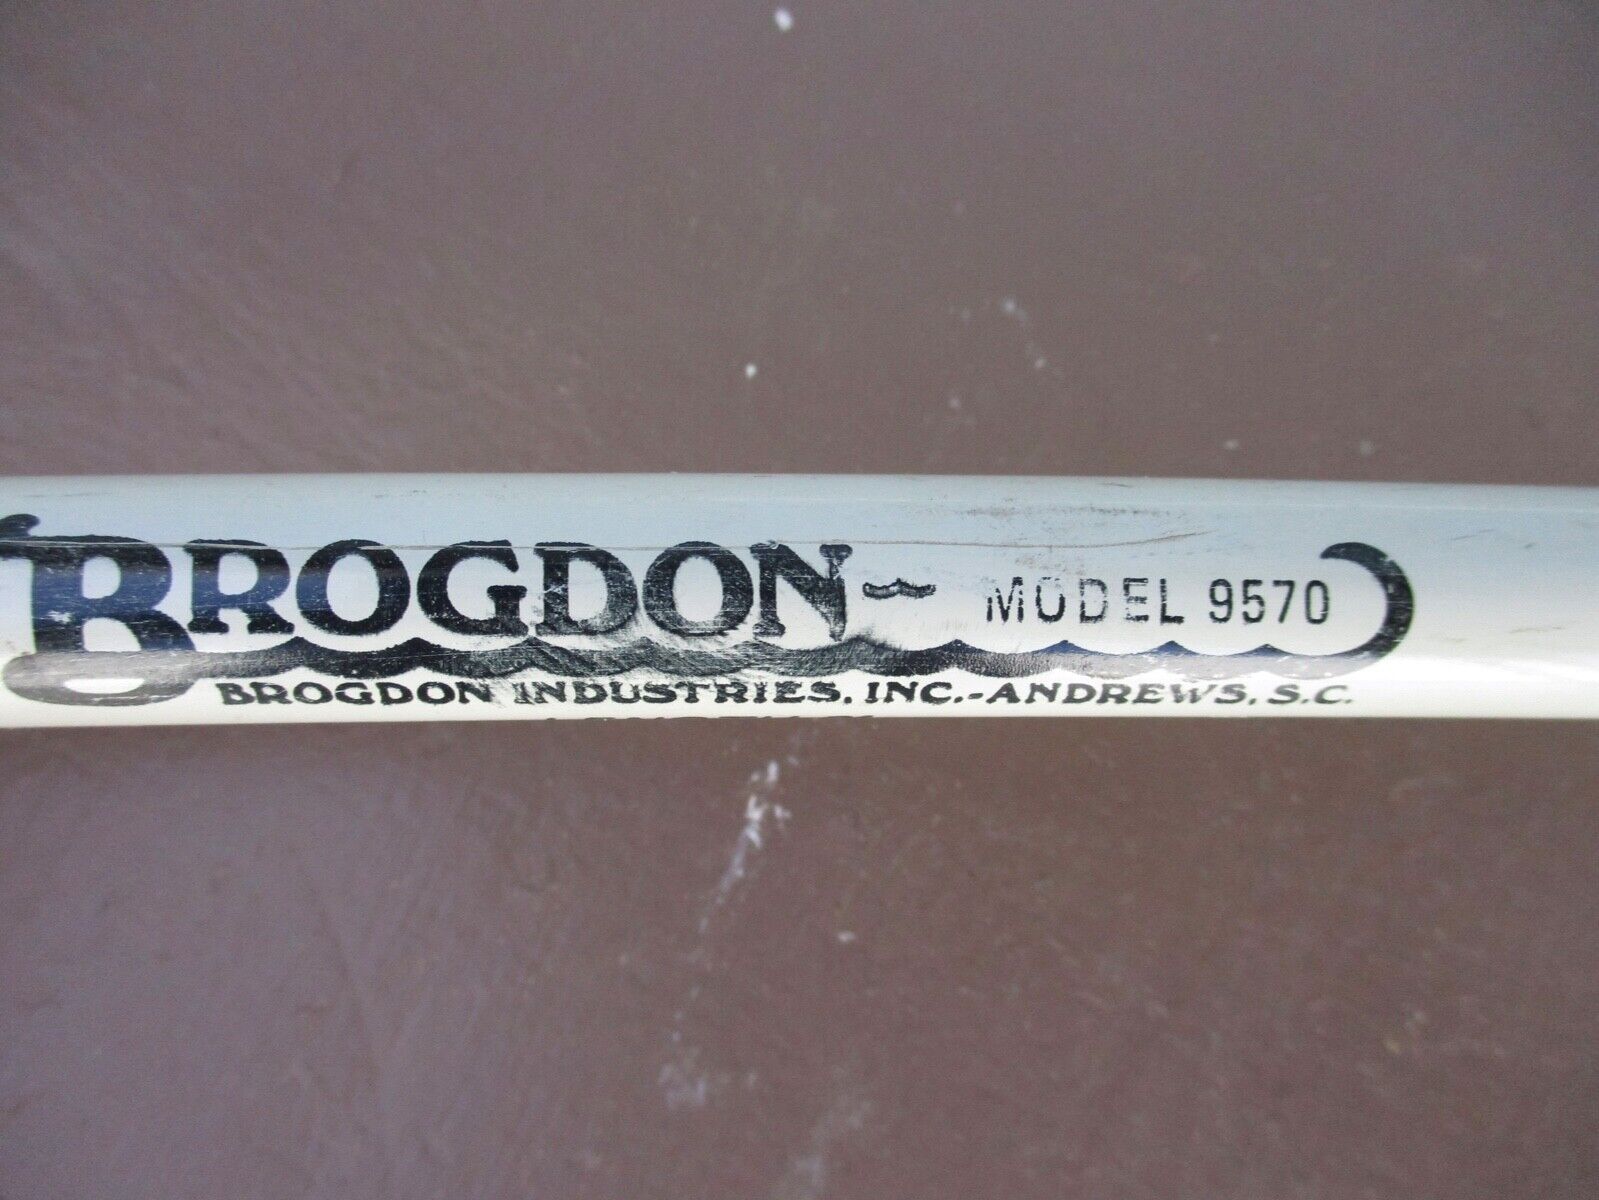 BROGDON~ MODEL 9570
BROGDON INDUSTRIES, INC.-ANDREWS, S.C.